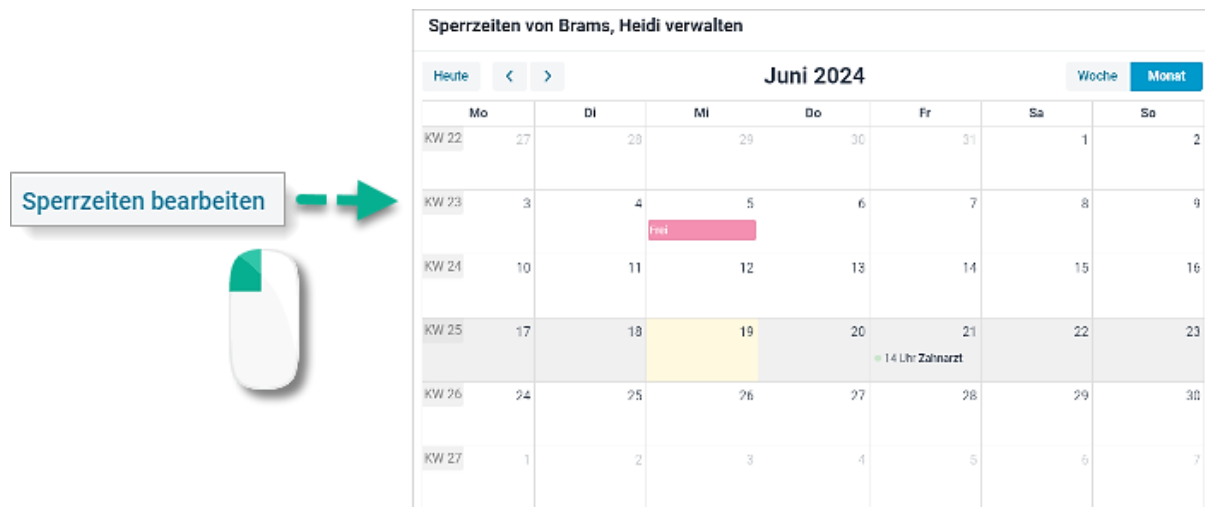 Sperrzeiten von Brams, Heidi verwalten
Heute < > Juni 2024 Woche Monat
Mo Di Mi Do Fr Sa So
KW 22 27 28 29 30 31 1 2
Sperrzeiten bearbeiten
KW 23 3 4 5 6 7 8 9
Frei
KW 24 10 11 12 13 14 15 16
KW 25 17 18 19 20 21 22 23
14 Uhr Zahnarzt
KW 26 24 25 26 27 28 29 30
KW 27 1 2 3 4 5 6 7